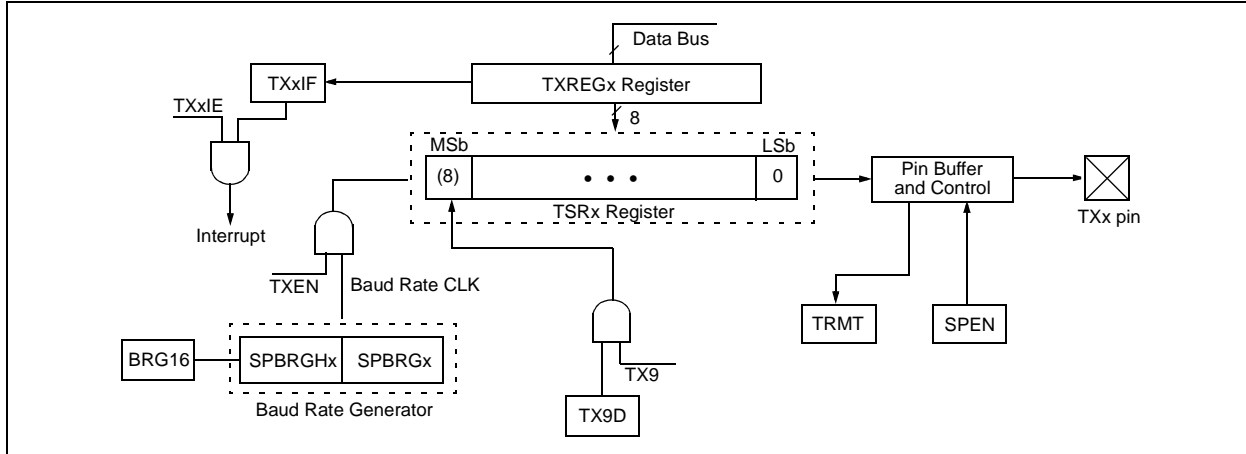 Data Bus
TXREGx Register
TXxIF
TXxIE
8
MSb
LSb
(8)
• • •
0
TSRx Register
Pin Buffer
and Control
TXx pin
Interrupt
TXEN
Baud Rate CLK
TRMT
SPEN
BRG16
SPBRGHx
SPBRGx
TX9
Baud Rate Generator
TX9D